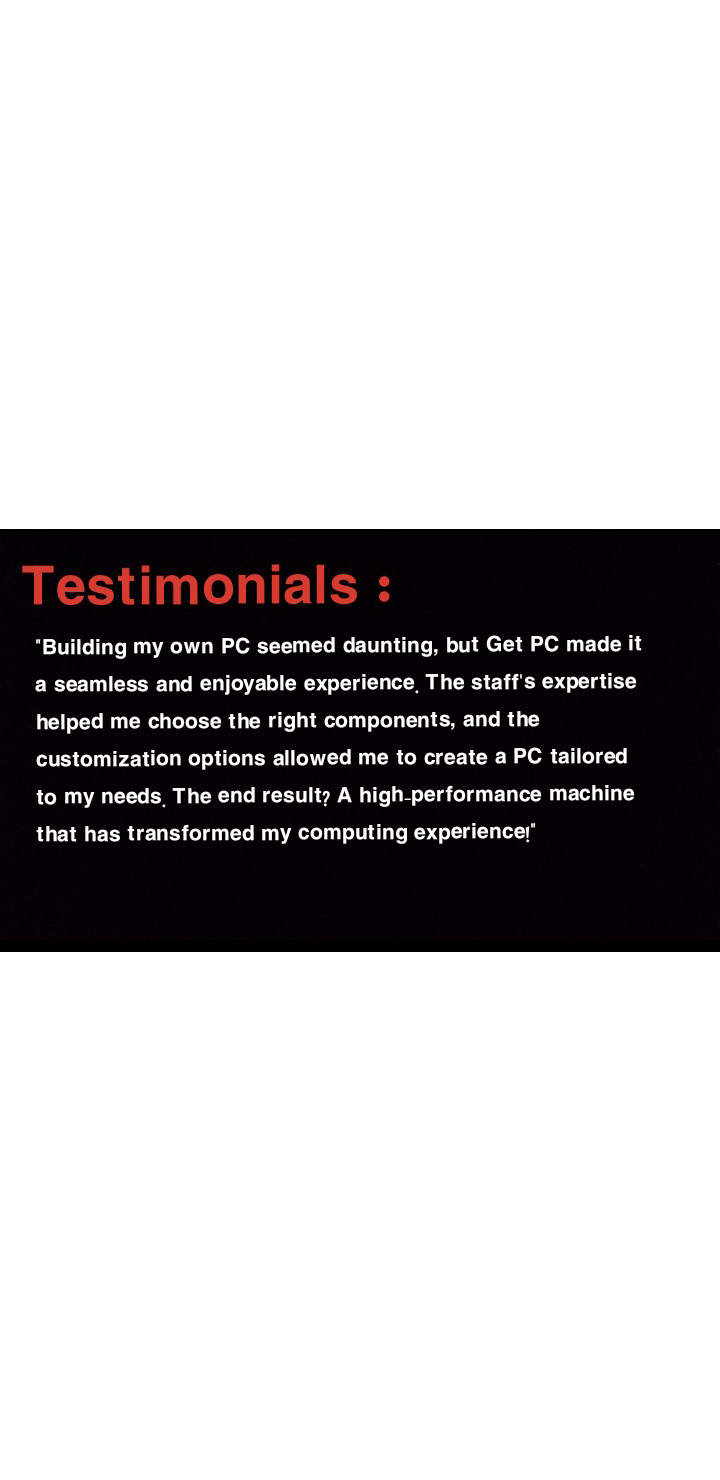 Testimonials :
"Building my own PC seemed daunting, but Get PC made it
a seamless and enjoyable experience. The staff's expertise
helped me choose the right components, and the
customization options allowed me to create a PC tailored
to my needs. The end result? A high-performance machine
that has transformed my computing experience!"